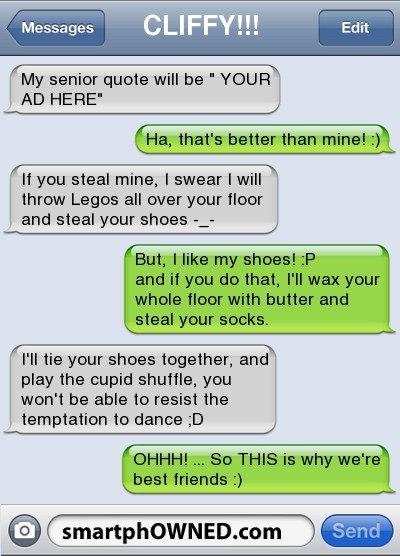 Messages
CLIFFY!!!
Edit
My senior quote will be " YOUR
AD HERE"
Ha, that's better than mine! :)
If you steal mine, I swear I will
throw Legos all over your floor
and steal your shoes -_-
But, I like my shoes! :P
and if you do that, I'll wax your
whole floor with butter and
steal your socks.
I'll tie your shoes together, and
play the cupid shuffle, you
won't be able to resist the
temptation to dance ;D
OHHH! ... So THIS is why we're
best friends :)
smartphOWNED.com
Send